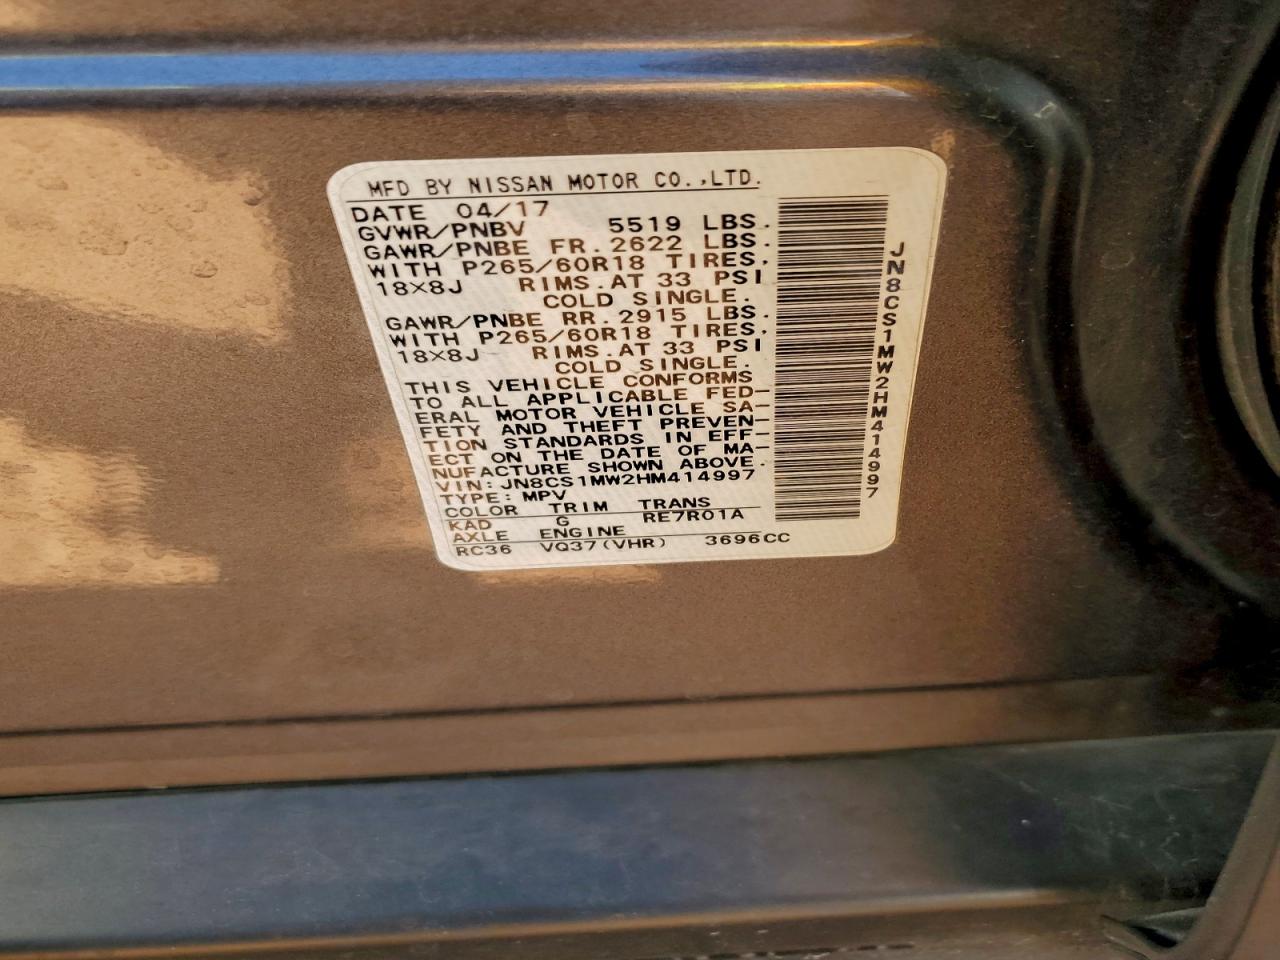 MFD BY NISSAN MOTOR CO.,LTD.
DATE 04/17
GVWR/PNBV 5519 LBS.
GAWR/PNBE FR.2622 LBS.
WITH P265/60R18 TIRES.
18×8J RIMS.AT 33 PSI
COLD SINGLE.
GAWR/PNBE RR.2915 LBS.
WITH P265/60R18 TIRES.
18×8J RIMS.AT 33 PSI
COLD SINGLE.
THIS VEHICLE CONFORMS
TO ALL APPLICABLE FED-
ERAL MOTOR VEHICLE SA-
FETY AND THEFT PREVEN-
TION STANDARDS IN EFF-
ECT ON THE DATE OF MA-
NUFACTURE SHOWN ABOVE.
VIN: JN8CS1MW2HM414997
TYPE: MPV
COLOR TRIM TRANS
KAD G RE7R01A
AXLE ENGINE
RC36 VQ37(VHR) 3696CC
JN8CS1MW2HM414997